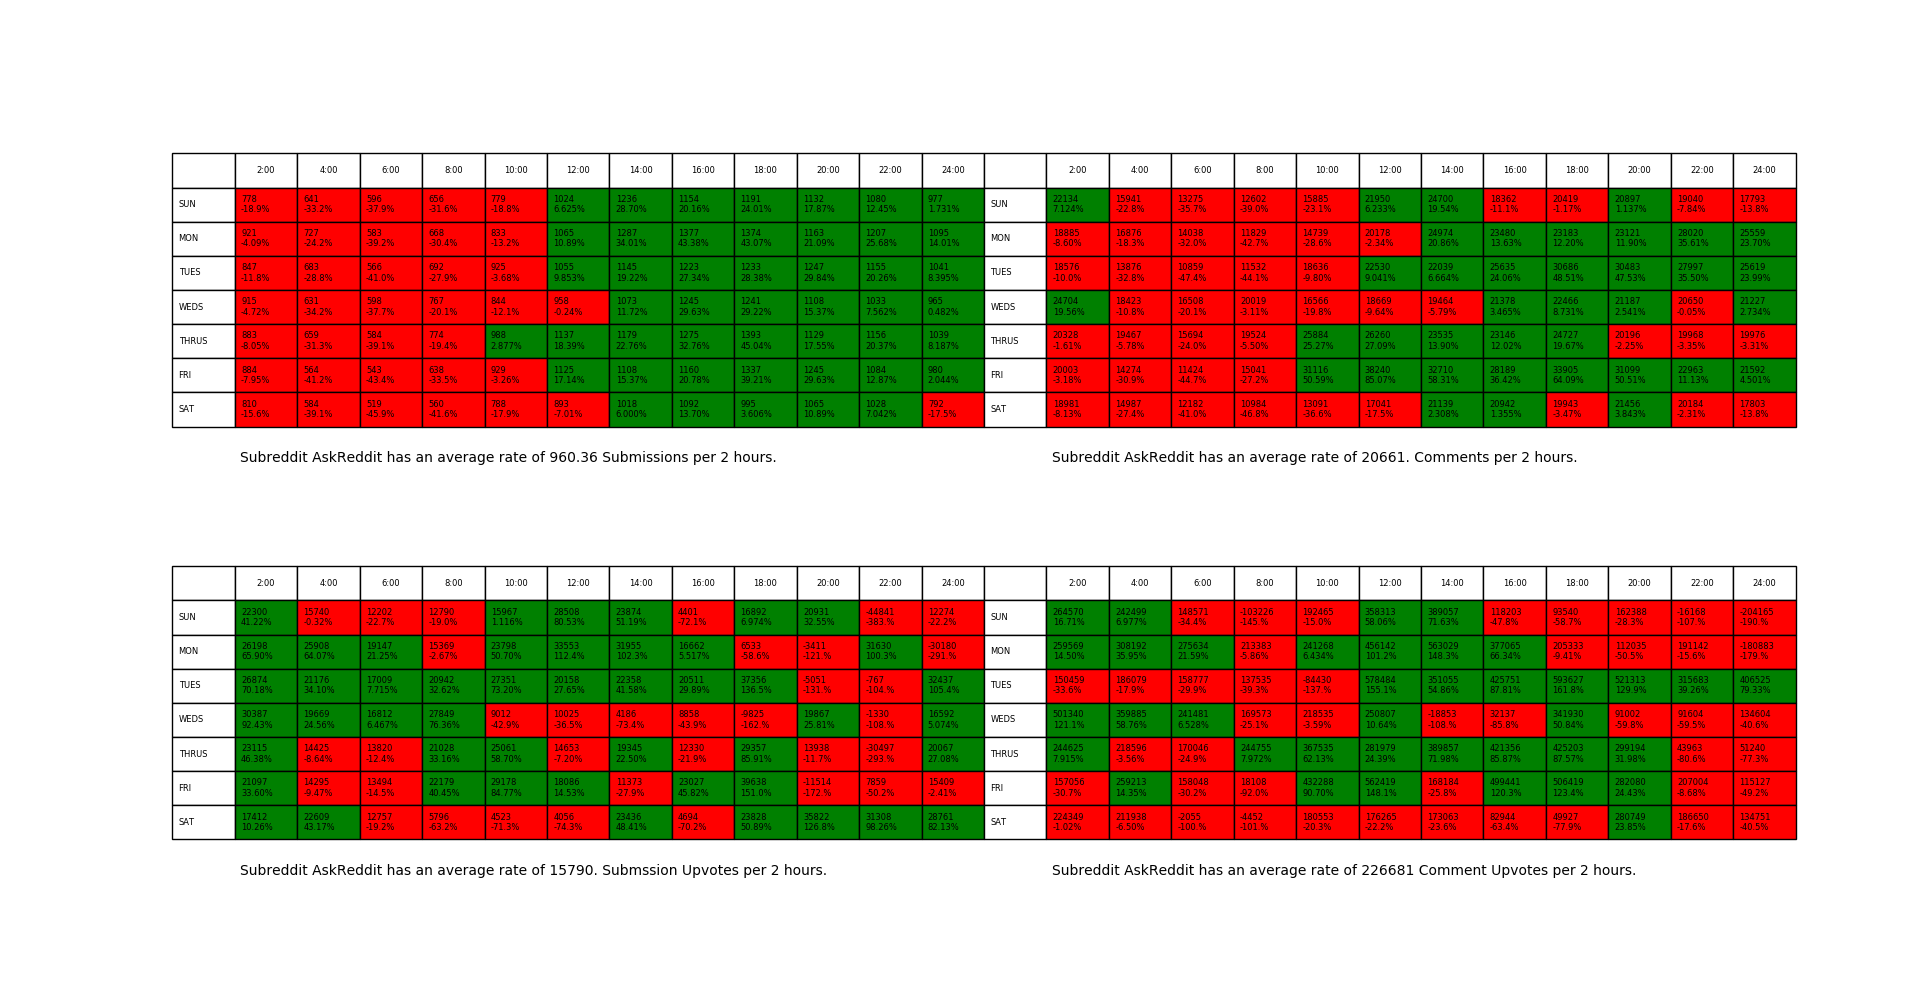 2:00 4:00 6:00 8:00 10:00 12:00 14:00 16:00 18:00 20:00 22:00 24:00 2:00 4:00 6:00 8:00 10:00 12:00 14:00 16:00 18:00 20:00 22:00 24:00
778 641 596 656 779 1024 1236 1154 1191 1132 1080 977 22134 15941 13275 12602 15885 21950 24700 18362 20419 20897 19040 17793
SUN SUN
-18.9% -33.2% -37.9% -31.6% -18.8% 6.625% 28.70% 20.16% 24.01% 17.87% 12.45% 1.731% 7.124% -22.8% -35.7% -39.0% -23.1% 6.233% 19.54% -11.1% -1.17% 1.137% -7.84% -13.8%
921 727 583 668 833 1065 1287 1377 1374 1163 1207 1095 18885 16876 14038 11829 14739 20178 24974 23480 23183 23121 28020 25559
MON MON
-4.09% -24.2% -39.2% -30.4% -13.2% 10.89% 34.01% 43.38% 43.07% 21.09% 25.68% 14.01% -8.60% -18.3% -32.0% -42.7% -28.6% -2.34% 20.86% 13.63% 12.20% 11.90% 35.61% 23.70%
847 683 566 692 925 1055 1145 1223 1233 1247 1155 1041 18576 13876 10859 11532 18636 22530 22039 25635 30686 30483 27997 25619
TUES TUES
-11.8% -28.8% -41.0% -27.9% -3.68% 9.853% 19.22% 27.34% 28.38% 29.84% 20.26% 8.395% -10.0% -32.8% -47.4% -44.1% -9.80% 9.041% 6.664% 24.06% 48.51% 47.53% 35.50% 23.99%
915 631 598 767 844 958 1073 1245 1241 1108 1033 965 24704 18423 16508 20019 16566 18669 19464 21378 22466 21187 20650 21227
WEDS WEDS
-4.72% -34.2% -37.7% -20.1% -12.1% -0.24% 11.72% 29.63% 29.22% 15.37% 7.562% 0.482% 19.56% -10.8% -20.1% -3.11% -19.8% -9.64% -5.79% 3.465% 8.731% 2.541% -0.05% 2.734%
883 659 584 774 988 1137 1179 1275 1393 1129 1156 1039 20328 19467 15694 19524 25884 26260 23535 23146 24727 20196 19968 19976
THRUS THRUS
-8.05% -31.3% -39.1% -19.4% 2.877% 18.39% 22.76% 32.76% 45.04% 17.55% 20.37% 8.187% -1.61% -5.78% -24.0% -5.50% 25.27% 27.09% 13.90% 12.02% 19.67% -2.25% -3.35% -3.31%
884 564 543 638 929 1125 1108 1160 1337 1245 1084 980 20003 14274 11424 15041 31116 38240 32710 28189 33905 31099 22963 21592
FRI FRI
-7.95% -41.2% -43.4% -33.5% -3.26% 17.14% 15.37% 20.78% 39.21% 29.63% 12.87% 2.044% -3.18% -30.9% -44.7% -27.2% 50.59% 85.07% 58.31% 36.42% 64.09% 50.51% 11.13% 4.501%
810 584 519 560 788 893 1018 1092 995 1065 1028 792 18981 14987 12182 10984 13091 17041 21139 20942 19943 21456 20184 17803
SAT SAT
-15.6% -39.1% -45.9% -41.6% -17.9% -7.01% 6.000% 13.70% 3.606% 10.89% 7.042% -17.5% -8.13% -27.4% -41.0% -46.8% -36.6% -17.5% 2.308% 1.355% -3.47% 3.843% -2.31% -13.8%
Subreddit AskReddit has an average rate of 960.36 Submissions per 2 hours. Subreddit AskReddit has an average rate of 20661. Comments per 2 hours.
2:00 4:00 6:00 8:00 10:00 12:00 14:00 16:00 18:00 20:00 22:00 24:00 2:00 4:00 6:00 8:00 10:00 12:00 14:00 16:00 18:00 20:00 22:00 24:00
22300 15740 12202 12790 15967 28508 23874 4401 16892 20931 -44841 12274 264570 242499 148571 -103226 192465 358313 389057 118203 93540 162388 -16168 -204165
SUN SUN
41.22% -0.32% -22.7% -19.0% 1.116% 80.53% 51.19% -72.1% 6.974% 32.55% -383.% -22.2% 16.71% 6.977% -34.4% -145.% -15.0% 58.06% 71.63% -47.8% -58.7% -28.3% -107.% -190.%
26198 25908 19147 15369 23798 33553 31955 16662 6533 -3411 31630 -30180 259569 308192 275634 213383 241268 456142 563029 377065 205333 112035 191142 -180883
MON MON
65.90% 64.07% 21.25% -2.67% 50.70% 112.4% 102.3% 5.517% -58.6% -121.% 100.3% -291.% 14.50% 35.95% 21.59% -5.86% 6.434% 101.2% 148.3% 66.34% -9.41% -50.5% -15.6% -179.%
26874 21176 17009 20942 27351 20158 22358 20511 37356 -5051 -767 32437 150459 186079 158777 137535 -84430 578484 351055 425751 593627 521313 315683 406525
TUES TUES
70.18% 34.10% 7.715% 32.62% 73.20% 27.65% 41.58% 29.89% 136.5% -131.% -104.% 105.4% -33.6% -17.9% -29.9% -39.3% -137.% 155.1% 54.86% 87.81% 161.8% 129.9% 39.26% 79.33%
30387 19669 16812 27849 9012 10025 4186 8858 -9825 19867 -1330 16592 501340 359885 241481 169573 218535 250807 -18853 32137 341930 91002 91604 134604
WEDS WEDS
92.43% 24.56% 6.467% 76.36% -42.9% -36.5% -73.4% -43.9% -162.% 25.81% -108.% 5.074% 121.1% 58.76% 6.528% -25.1% -3.59% 10.64% -108.% -85.8% 50.84% -59.8% -59.5% -40.6%
23115 14425 13820 21028 25061 14653 19345 12330 29357 13938 -30497 20067 244625 218596 170046 244755 367535 281979 389857 421356 425203 299194 43963 51240
THRUS THRUS
46.38% -8.64% -12.4% 33.16% 58.70% -7.20% 22.50% -21.9% 85.91% -11.7% -293.% 27.08% 7.915% -3.56% -24.9% 7.972% 62.13% 24.39% 71.98% 85.87% 87.57% 31.98% -80.6% -77.3%
21097 14295 13494 22179 29178 18086 11373 23027 39638 -11514 7859 15409 157056 259213 158048 18108 432288 562419 168184 499441 506419 282080 207004 115127
FRI FRI
33.60% -9.47% -14.5% 40.45% 84.77% 14.53% -27.9% 45.82% 151.0% -172.% -50.2% -2.41% -30.7% 14.35% -30.2% -92.0% 90.70% 148.1% -25.8% 120.3% 123.4% 24.43% -8.68% -49.2%
17412 22609 12757 5796 4523 4056 23436 4694 23828 35822 31308 28761 224349 211938 -2055 -4452 180553 176265 173063 82944 49927 280749 186650 134751
SAT SAT
10.26% 43.17% -19.2% -63.2% -71.3% -74.3% 48.41% -70.2% 50.89% 126.8% 98.26% 82.13% -1.02% -6.50% -100.% -101.% -20.3% -22.2% -23.6% -63.4% -77.9% 23.85% -17.6% -40.5%
Subreddit AskReddit has an average rate of 15790. Submssion Upvotes per 2 hours. Subreddit AskReddit has an average rate of 226681 Comment Upvotes per 2 hours.